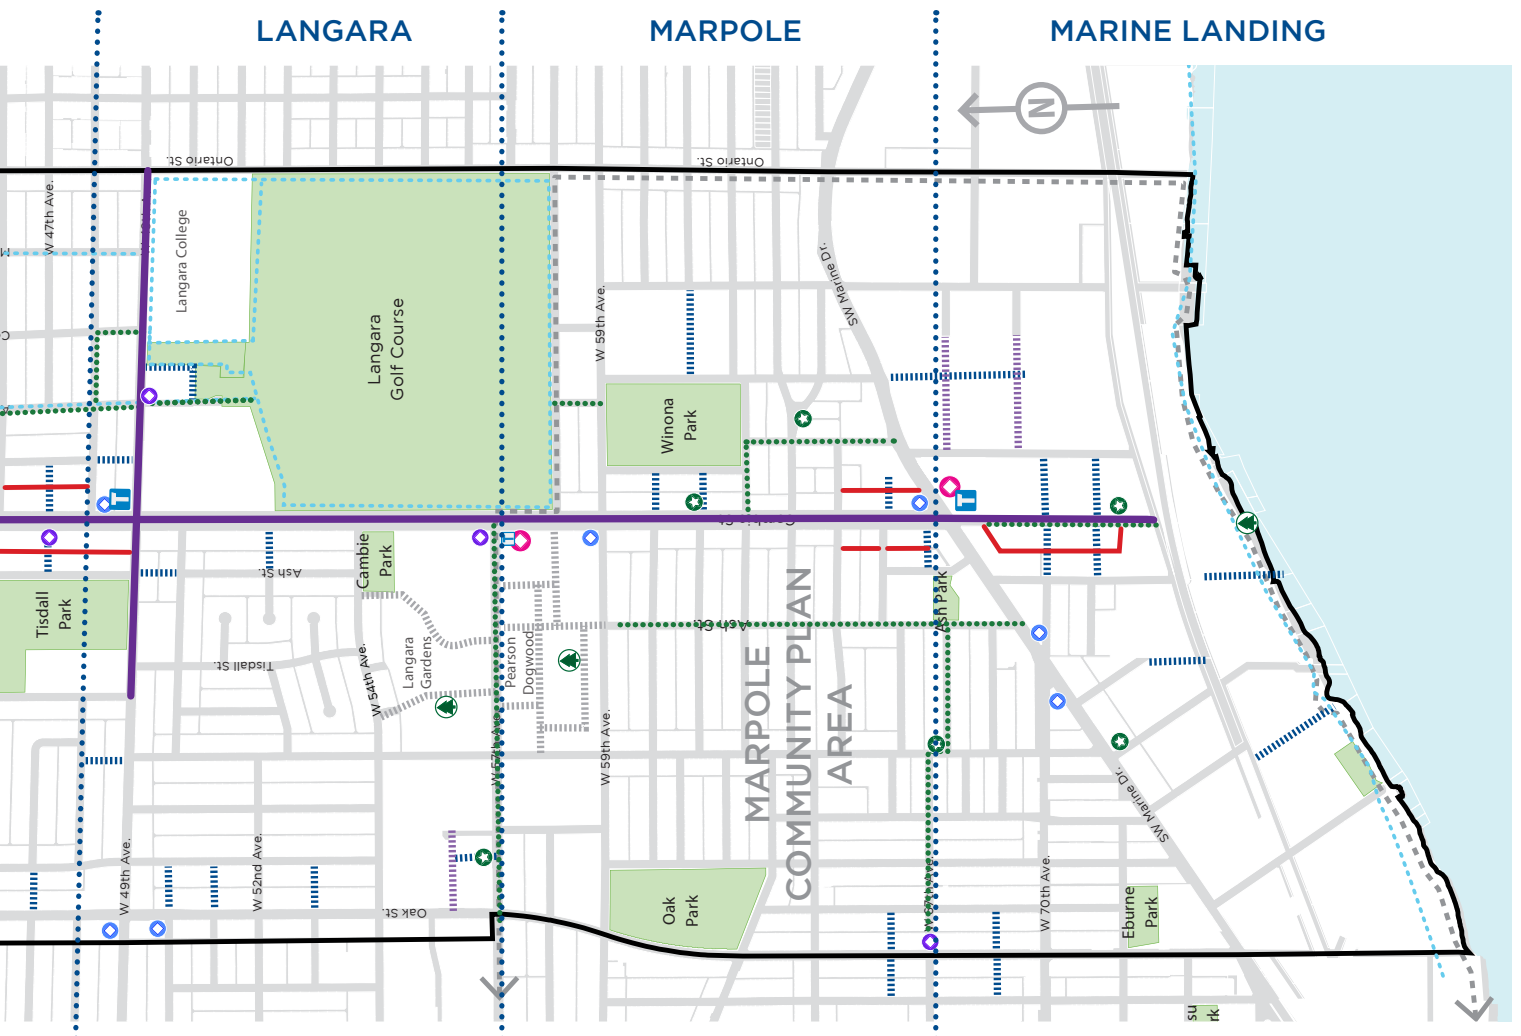 LANGARA
MARPOLE
MARINE LANDING
N
Ontario St.
Ontario St.
W 47th Ave.
Langara College
Langara
Golf Course
W 59th Ave.
SW Marine Dr.
Winona
Park
Cambie St.
Cambie
Park
Ash St.
Tisdall
Park
Tisdall St.
W 54th Ave.
Langara
Gardens
Pearson
Dogwood
Ash St.
Ash Park
MARPOLE
COMMUNITY PLAN
AREA
W 57th Ave.
W 59th Ave.
SW Marine Dr.
W 49th Ave.
W 52nd Ave.
Oak St.
Oak
Park
W 70th Ave.
Eburne
Park